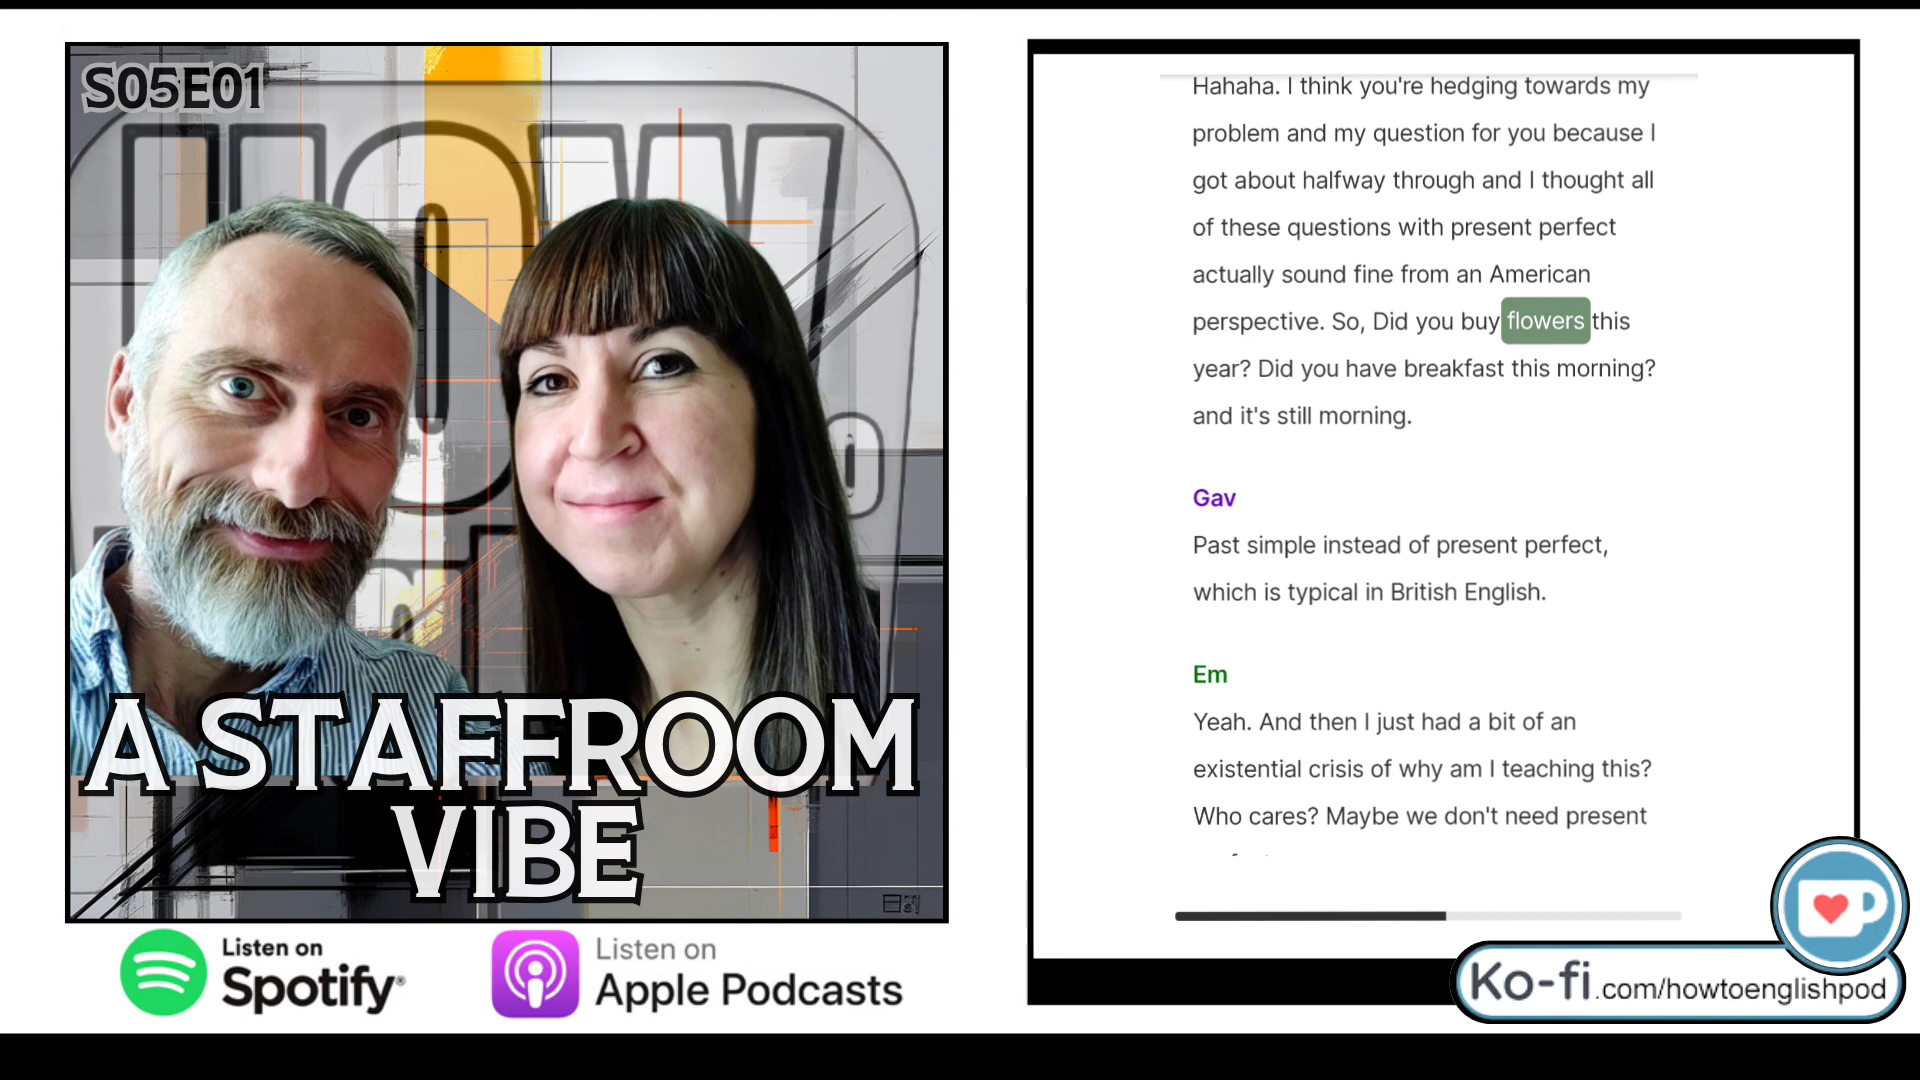 S05E01
HOW
TO
A STAFFROOM
VIBE
Listen on
Spotify®
Listen on
Apple Podcasts
Hahaha. I think you're hedging towards my
problem and my question for you because I
got about halfway through and I thought all
of these questions with present perfect
actually sound fine from an American
perspective. So, Did you buy flowers this
year? Did you have breakfast this morning?
and it's still morning.
Gav
Past simple instead of present perfect,
which is typical in British English.
Em
Yeah. And then I just had a bit of an
existential crisis of why am I teaching this?
Who cares? Maybe we don't need present
Ko-fi.com/howtoenglishpod